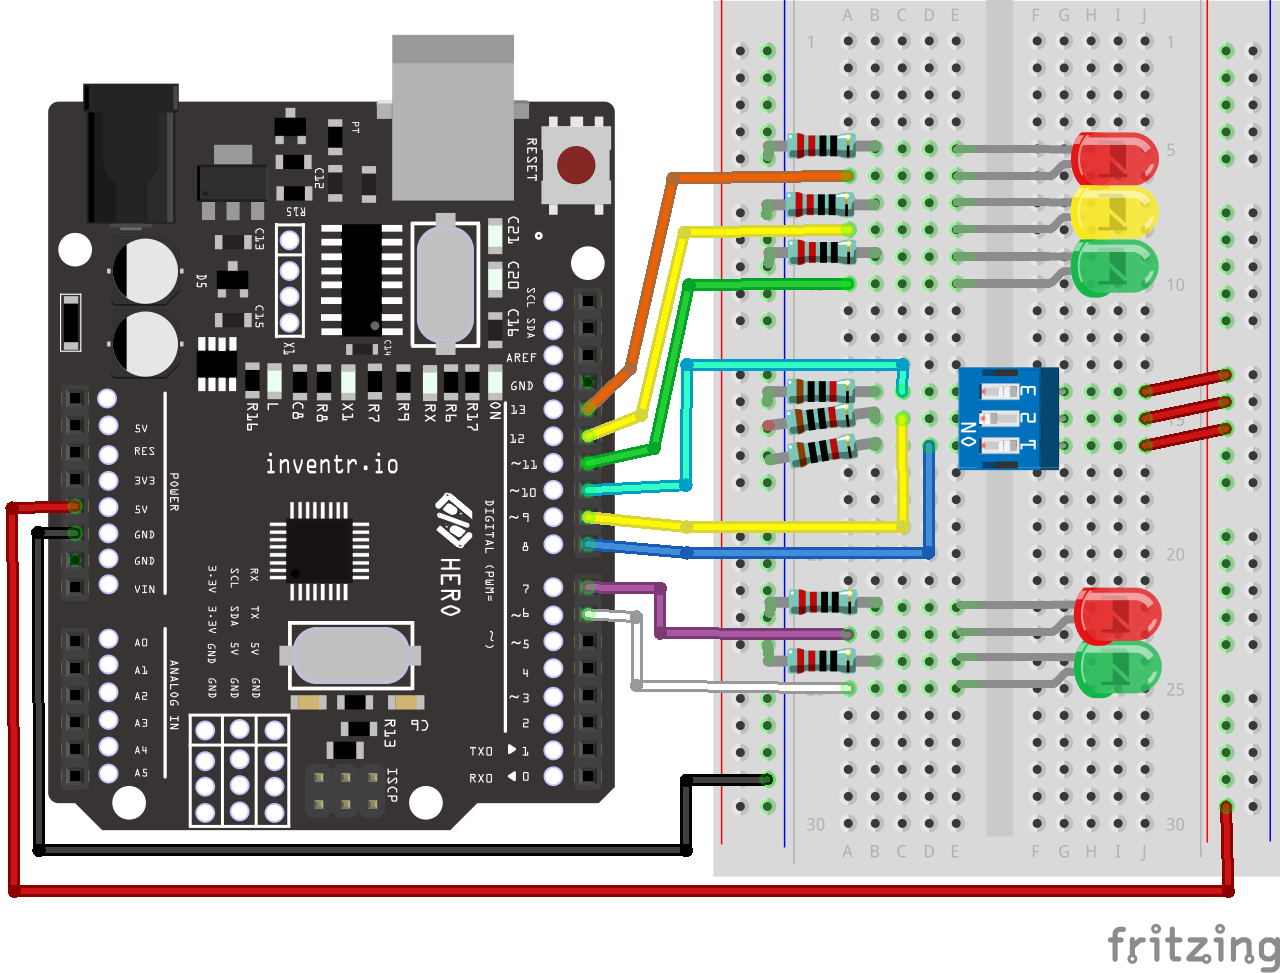 A B C D E F G H I J
1 1
5
10
15
20
25
30 30
A B C D E F G H I J
PT
C12
R15
C13
D5
C15
X1
C14
RESET
C21
C20
C16
SCL
SDA
AREF
GND
13
12
~11
~10
~9
8
7
~6
~5
4
~3
2
TX0 1
RX0 0
R16
L
C8
R8
X1
R7
R9
RX
R6
R17
ON
inventr.io
HERO
DIGITAL (PWM= ~)
5V
RES
3V3
5V
GND
GND
VIN
POWER
A0
A1
A2
A3
A4
A5
ANALOG IN
3.3V 3.3V GND GND
SCL SDA 5V GND
RX TX 5V GND
R13
C9
ISCP
ON
3
2
1
fritzing